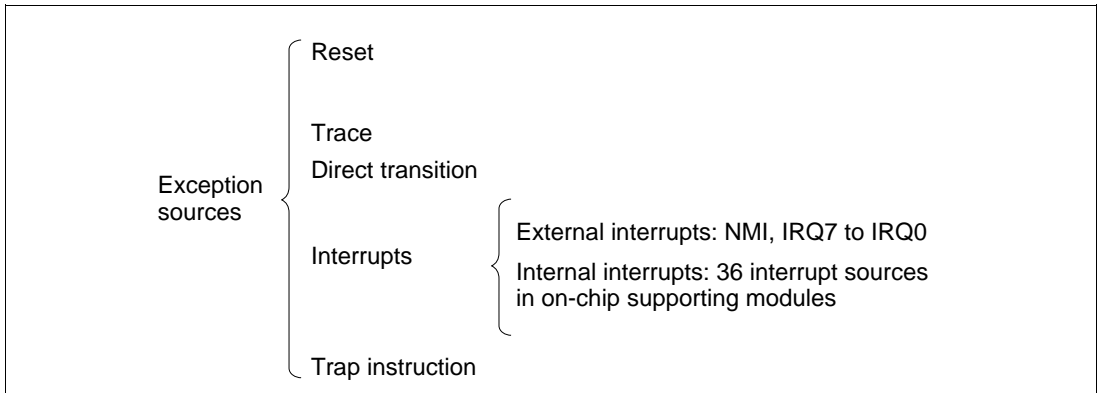 Exception
sources
Reset
Trace
Direct transition
Interrupts
External interrupts: NMI, IRQ7 to IRQ0
Internal interrupts: 36 interrupt sources
in on-chip supporting modules
Trap instruction